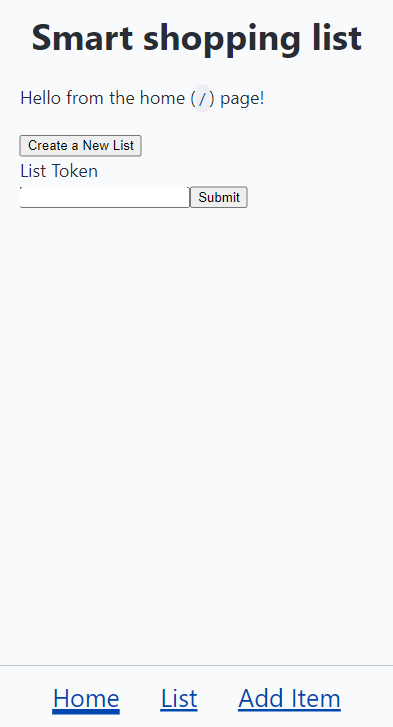 Smart shopping list
Hello from the home (/) page!
Create a New List
List Token
Submit
Home List Add Item